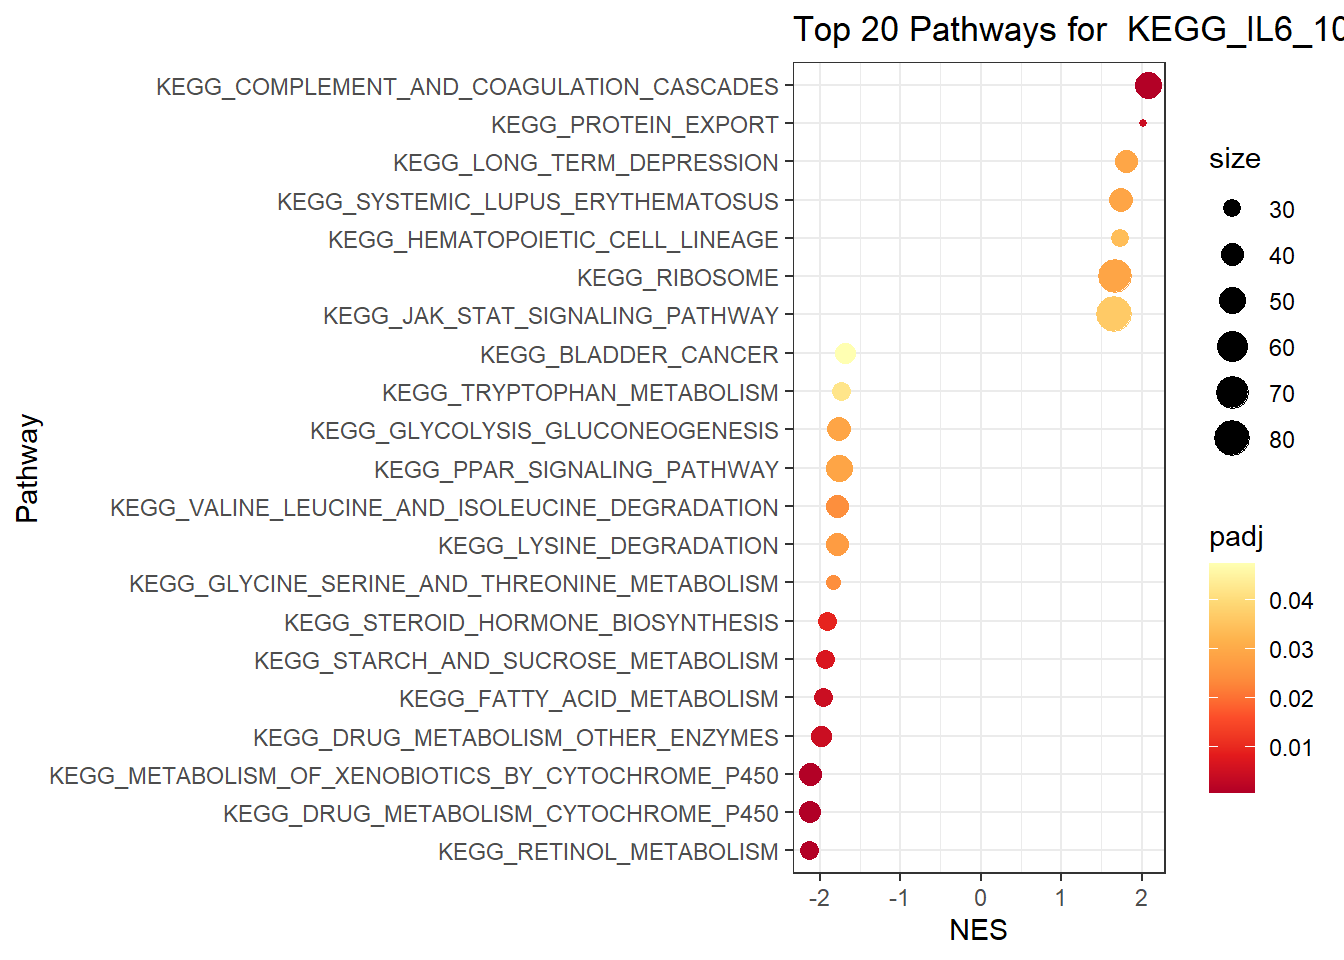 Top 20 Pathways for  KEGG_IL6_10
KEGG_COMPLEMENT_AND_COAGULATION_CASCADES
KEGG_PROTEIN_EXPORT
KEGG_LONG_TERM_DEPRESSION
KEGG_SYSTEMIC_LUPUS_ERYTHEMATOSUS
KEGG_HEMATOPOIETIC_CELL_LINEAGE
KEGG_RIBOSOME
KEGG_JAK_STAT_SIGNALING_PATHWAY
KEGG_BLADDER_CANCER
KEGG_TRYPTOPHAN_METABOLISM
KEGG_GLYCOLYSIS_GLUCONEOGENESIS
KEGG_PPAR_SIGNALING_PATHWAY
KEGG_VALINE_LEUCINE_AND_ISOLEUCINE_DEGRADATION
KEGG_LYSINE_DEGRADATION
KEGG_GLYCINE_SERINE_AND_THREONINE_METABOLISM
KEGG_STEROID_HORMONE_BIOSYNTHESIS
KEGG_STARCH_AND_SUCROSE_METABOLISM
KEGG_FATTY_ACID_METABOLISM
KEGG_DRUG_METABOLISM_OTHER_ENZYMES
KEGG_METABOLISM_OF_XENOBIOTICS_BY_CYTOCHROME_P450
KEGG_DRUG_METABOLISM_CYTOCHROME_P450
KEGG_RETINOL_METABOLISM
Pathway
-2 -1 0 1 2
NES
size
30
40
50
60
70
80
padj
0.04
0.03
0.02
0.01